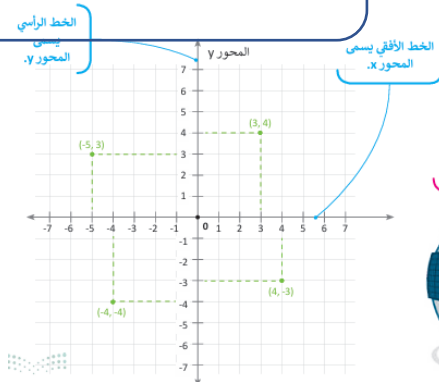 الخط الرأسي
يسمى
المحور y.
المحور y
الخط الأفقي يسمى
المحور x.
7
6
5
4
3
2
1
(3, 4)
(-5, 3)
-7 -6 -5 -4 -3 -2 -1 0 1 2 3 4 5 6 7
-1
-2
-3
-4
-5
-6
-7
(4, -3)
(-4, -4)